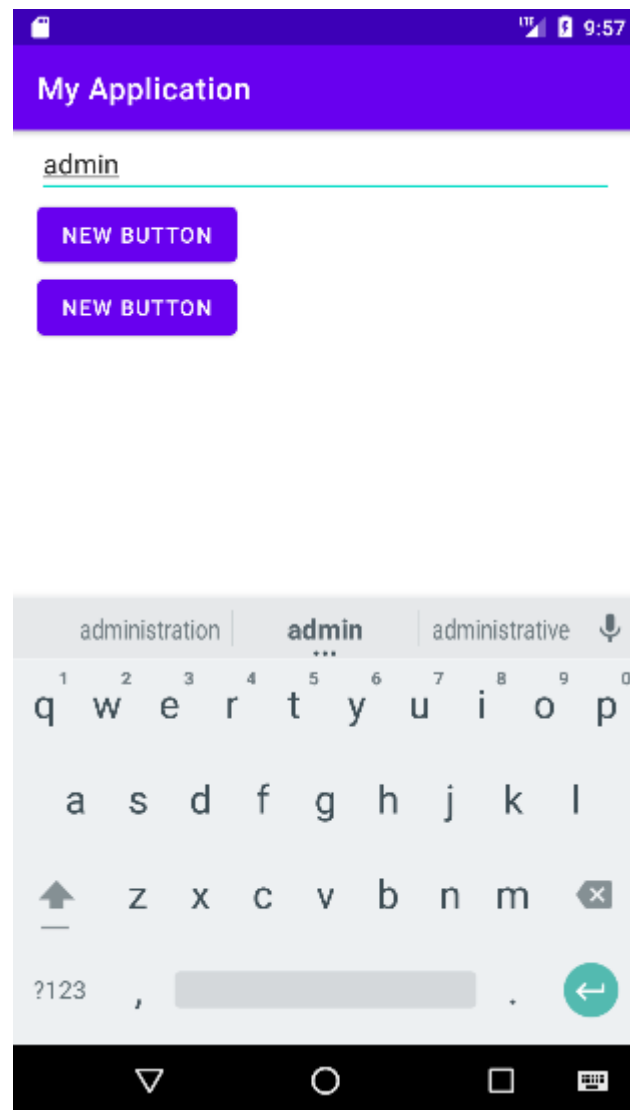 LTE 9:57
My Application
admin
NEW BUTTON
NEW BUTTON
administration admin administrative
1 2 3 4 5 6 7 8 9 0
q w e r t y u i o p
a s d f g h j k l
z x c v b n m
?123 , .